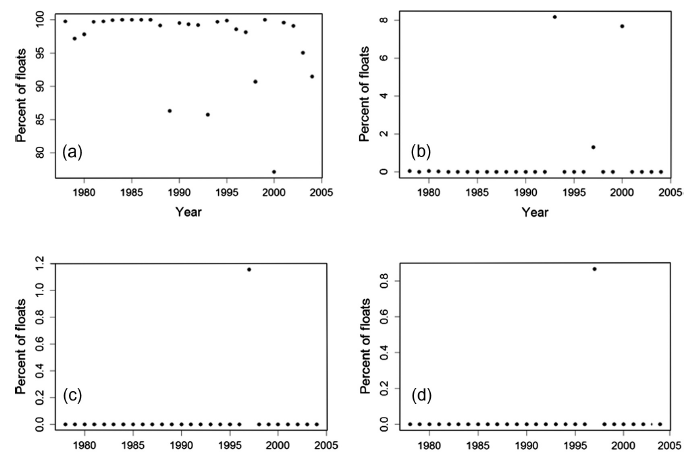 100
95
90
85
80
Percent of floats
(a)
1980 1985 1990 1995 2000 2005
Year
8
6
4
2
0
Percent of floats
(b)
1980 1985 1990 1995 2000 2005
Year
1.2
1.0
0.8
0.6
0.4
0.2
0.0
Percent of floats
(c)
1980 1985 1990 1995 2000 2005
0.8
0.6
0.4
0.2
0.0
Percent of floats
(d)
1980 1985 1990 1995 2000 2005